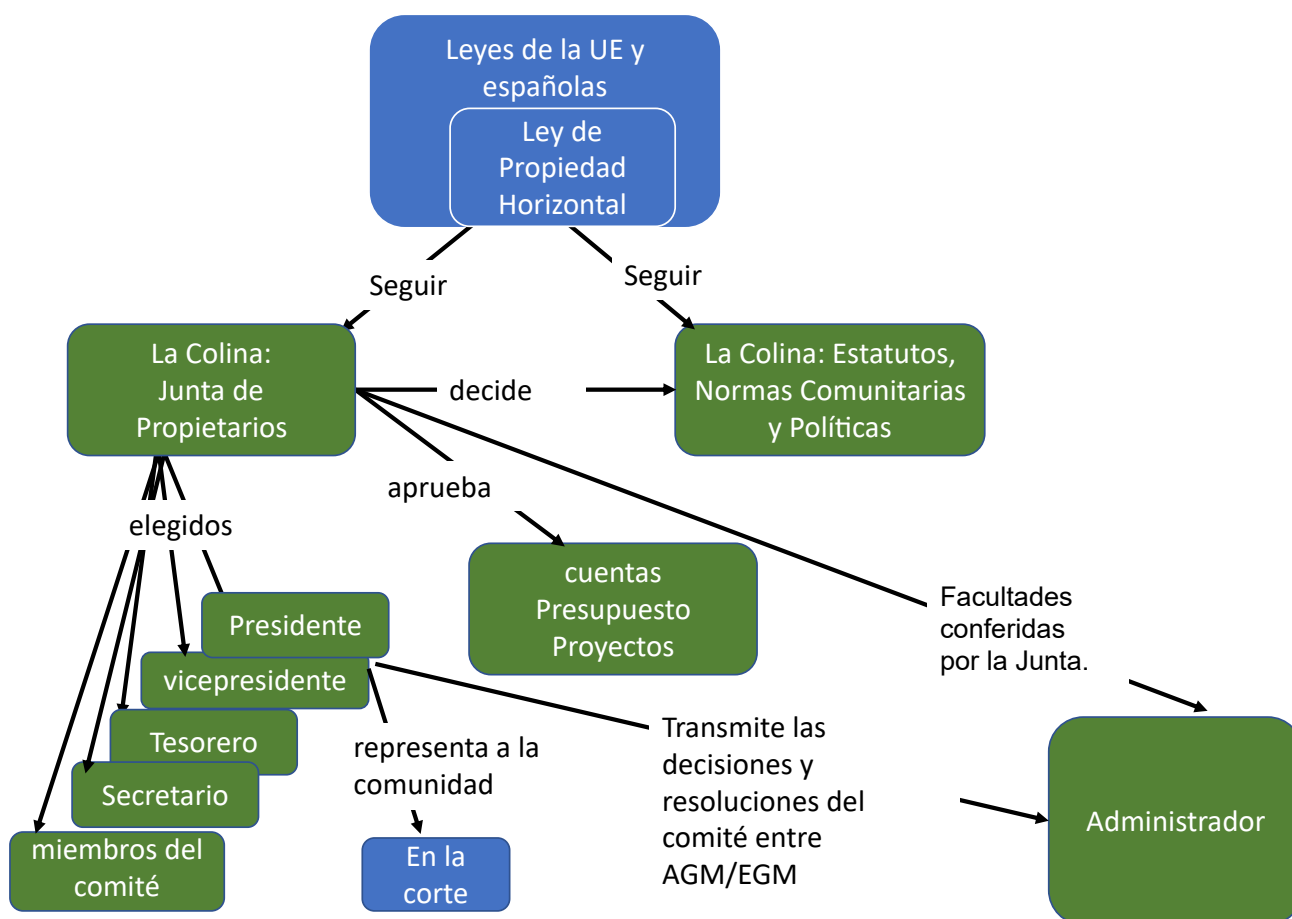 Leyes de la UE y
españolas
Ley de
Propiedad
Horizontal
Seguir
Seguir
La Colina:
Junta de
Propietarios
decide
La Colina: Estatutos,
Normas Comunitarias
y Políticas
aprueba
elegidos
cuentas
Presupuesto
Proyectos
Facultades
conferidas
por la Junta.
Presidente
vicepresidente
Tesorero
Secretario
miembros del
comité
representa a la
comunidad
En la
corte
Transmite las
decisiones y
resoluciones del
comité entre
AGM/EGM
Administrador